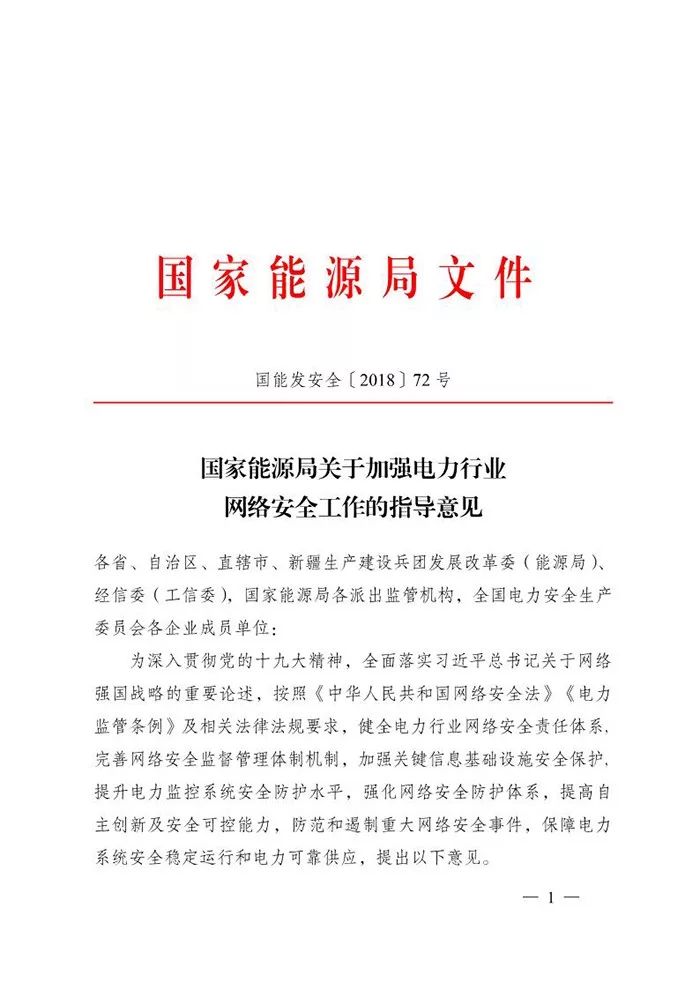 国家能源局文件
国能发安全〔2018〕72 号
国家能源局关于加强电力行业
网络安全工作的指导意见
各省、自治区、直辖市、新疆生产建设兵团发展改革委（能源局）、
经信委（工信委），国家能源局各派出监管机构，全国电力安全生产
委员会各企业成员单位：
为深入贯彻党的十九大精神，全面落实习近平总书记关于网络
强国战略的重要论述，按照《中华人民共和国网络安全法》《电力
监管条例》及相关法律法规要求，健全电力行业网络安全责任体系，
完善网络安全监督管理体制机制，加强关键信息基础设施安全保护，
提升电力监控系统安全防护水平，强化网络安全防护体系，提高自
主创新及安全可控能力，防范和遏制重大网络安全事件，保障电力
系统安全稳定运行和电力可靠供应，提出以下意见。
— 1 —